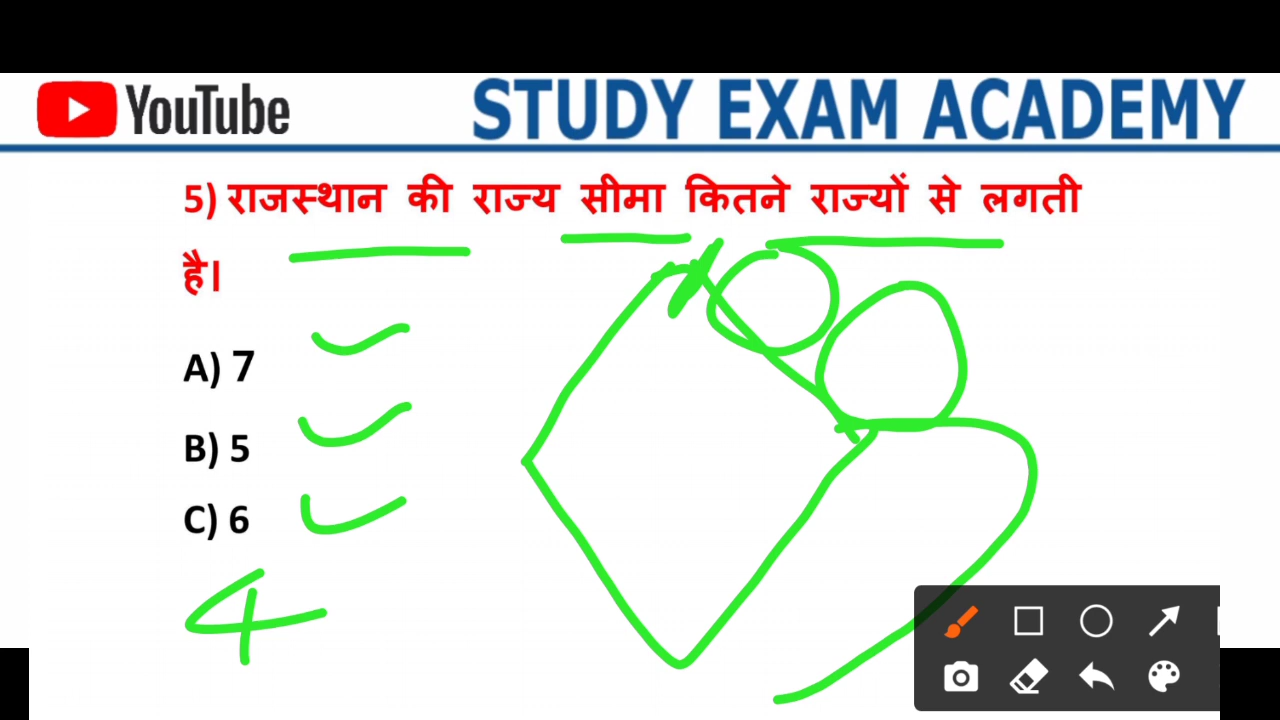 YouTube STUDY EXAM ACADEMY
5) राजस्थान की राज्य सीमा कितने राज्यों से लगती
है।
A) 7
B) 5
C) 6
4